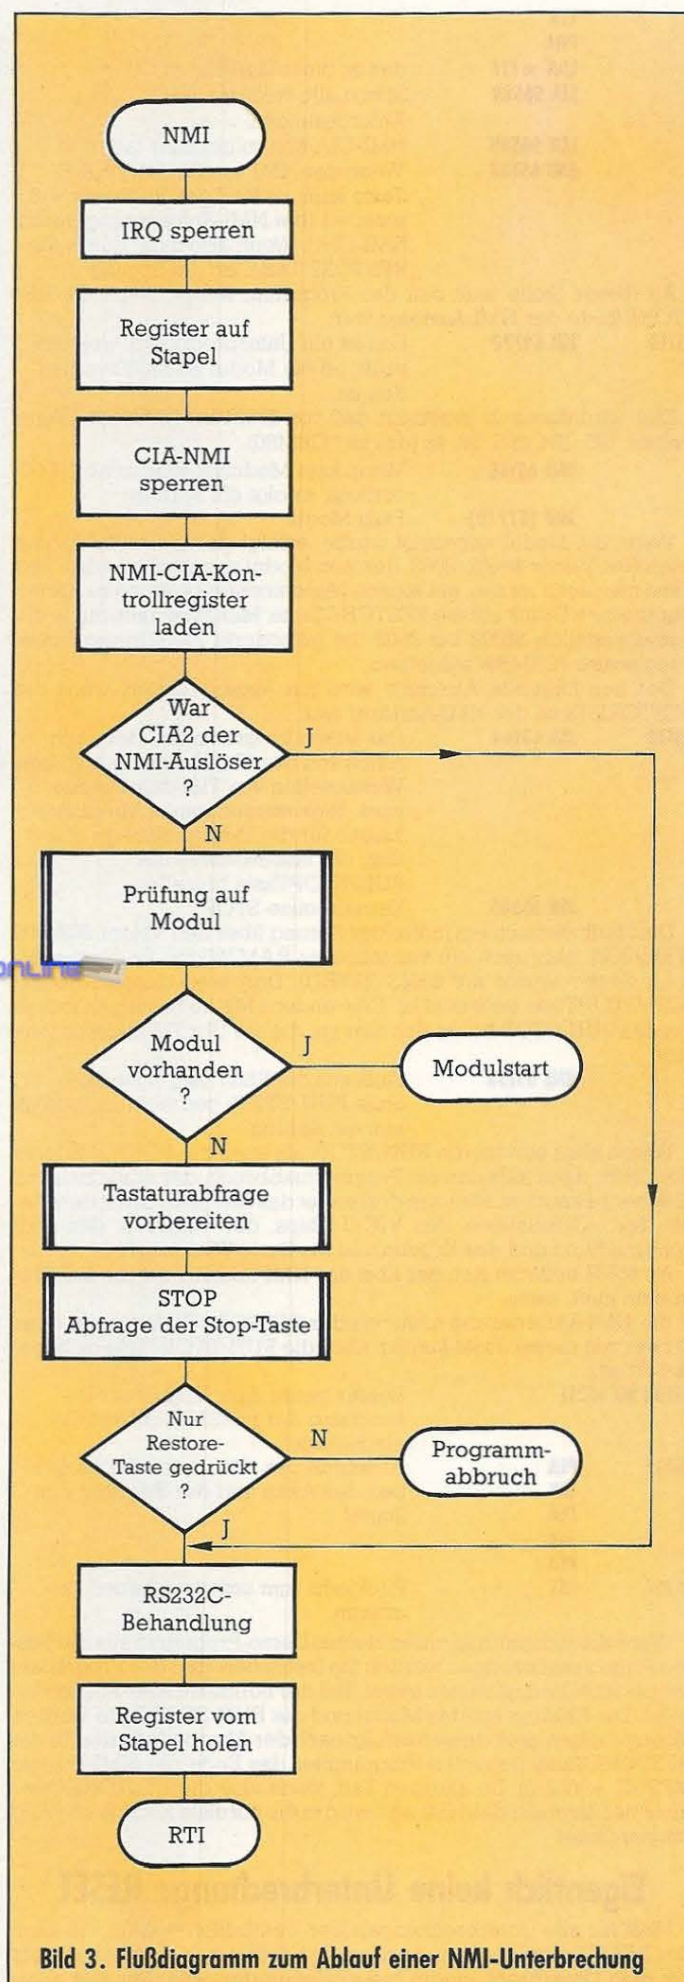 NMI
IRQ sperren
Register auf
Stapel
CIA-NMI
sperren
NMI-CIA-Kon-
trollregister
laden
War
CIA2 der
NMI-Auslöser
?
J
N
Prüfung auf
Modul
ONLINE
Modul
vorhanden
?
J
Modulstart
N
Tastaturabfrage
vorbereiten
STOP
Abfrage der Stop-Taste
Nur
Restore-
Taste gedrückt
?
N
Programm-
abbruch
J
RS232C-
Behandlung
Register vom
Stapel holen
RTI
Bild 3. Flußdiagramm zum Ablauf einer NMI-Unterbrechung